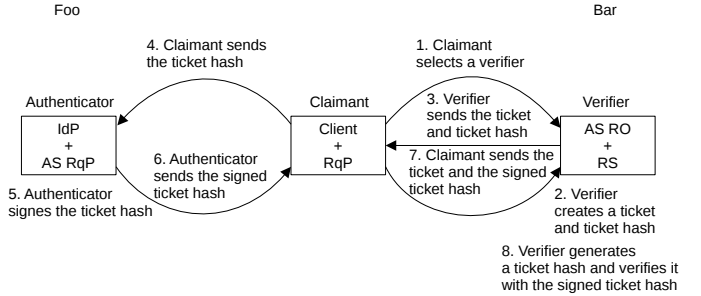 Foo
Bar
4. Claimant sends
the ticket hash
1. Claimant
selects a verifier
Authenticator
Claimant
Verifier
IdP
+
AS RqP
Client
+
RqP
AS RO
+
RS
3. Verifier
sends the ticket
and ticket hash
6. Authenticator
sends the signed
ticket hash
7. Claimant sends the
ticket and the signed
ticket hash
5. Authenticator
signes the ticket hash
2. Verifier
creates a ticket
and ticket hash
8. Verifier generates
a ticket hash and verifies it
with the signed ticket hash